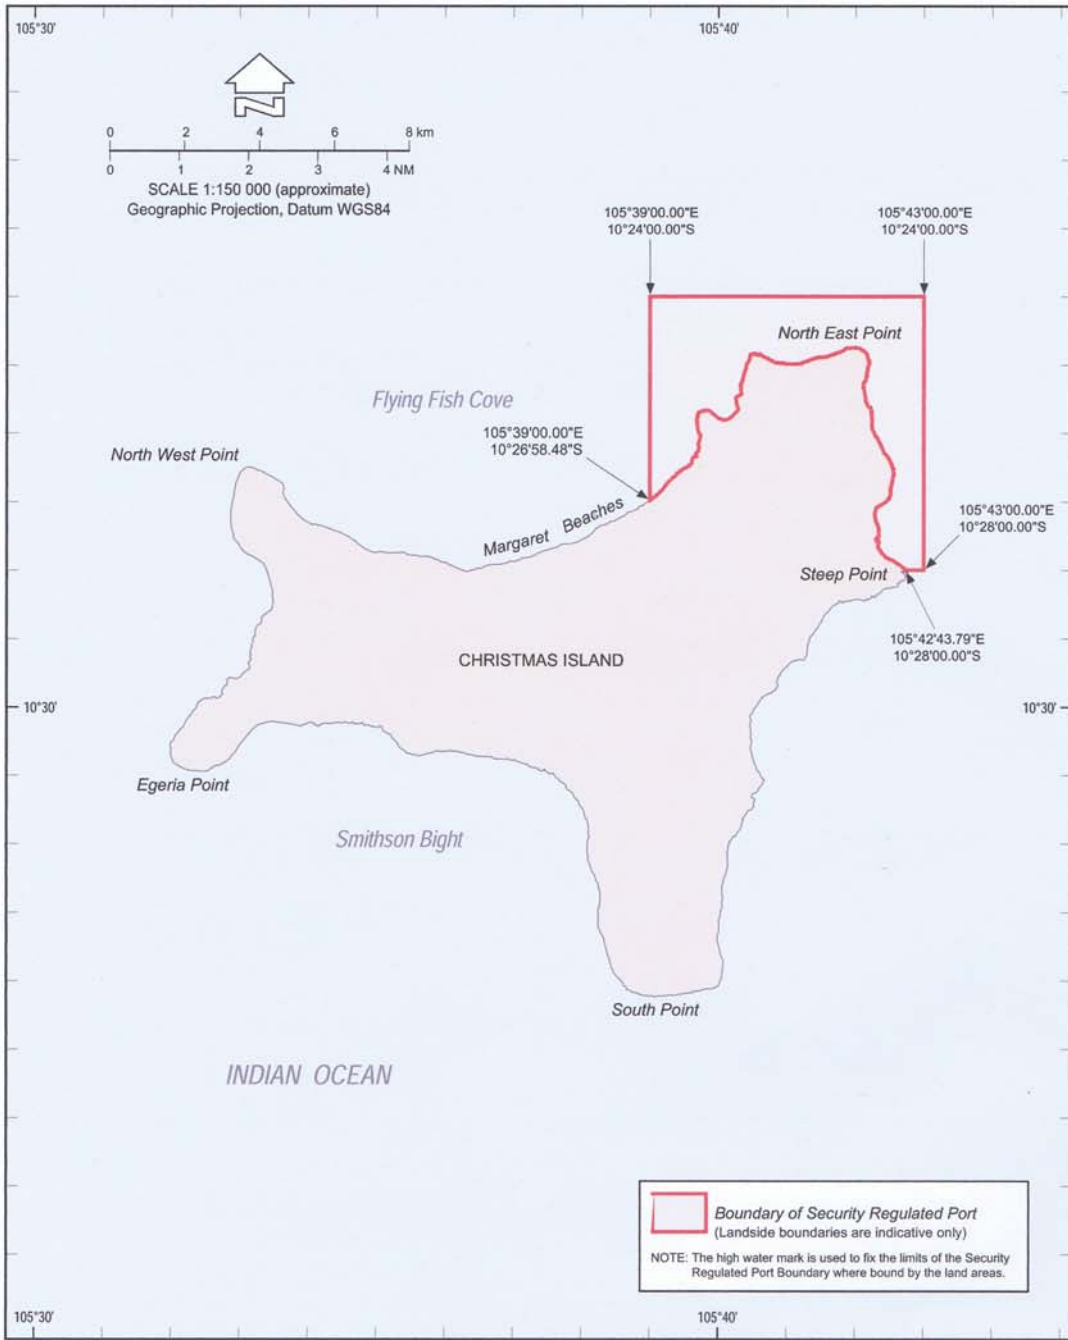 105°30'
105°40'
N
0 2 4 6 8 km
0 1 2 3 4 NM
SCALE 1:150 000 (approximate)
Geographic Projection, Datum WGS84
105°39'00.00"E
10°24'00.00"S
105°43'00.00"E
10°24'00.00"S
North East Point
Flying Fish Cove
105°39'00.00"E
10°26'58.48"S
North West Point
Margaret Beaches
105°43'00.00"E
10°28'00.00"S
Steep Point
105°42'43.79"E
10°28'00.00"S
CHRISTMAS ISLAND
10°30'
10°30'
Egeria Point
Smithson Bight
South Point
INDIAN OCEAN
Boundary of Security Regulated Port
(Landside boundaries are indicative only)
NOTE: The high water mark is used to fix the limits of the Security
Regulated Port Boundary where bound by the land areas.
105°30'
105°40'